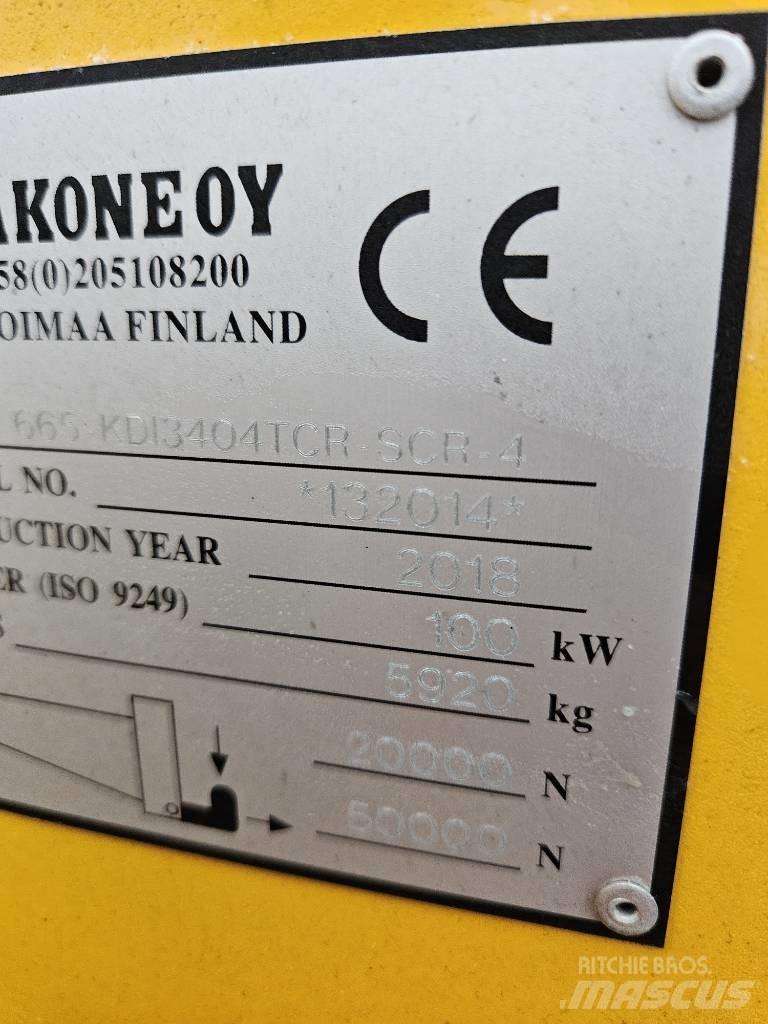 AKONE OY
58(0)205108200
OIMAA FINLAND
CE
665-KDI3404TCR-SCR-4
L NO. *132014*
UCTION YEAR 2018
ER (ISO 9249) 100 kW
S 5920 kg
20000 N
50000 N
RITCHIE BROS.
MASCUS